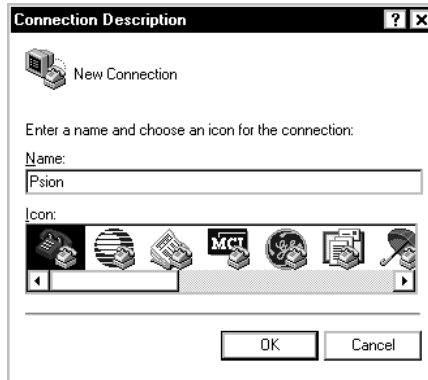 Connection Description
New Connection
Enter a name and choose an icon for the connection:
Name:
Psion
Icon:
MCI
OK
Cancel